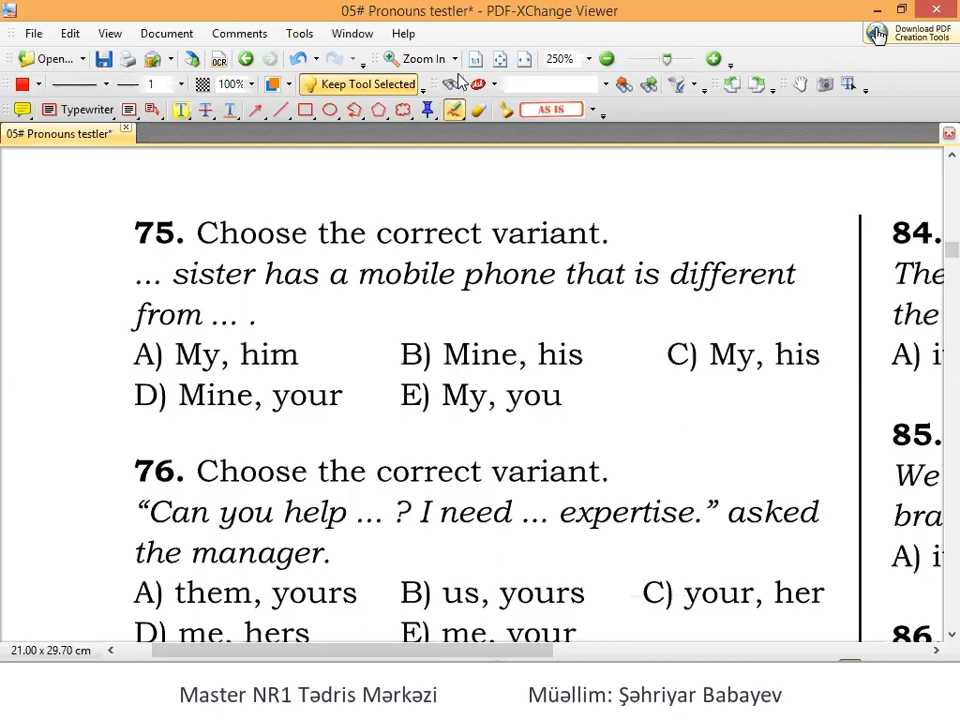 05# Pronouns testler* - PDF-XChange Viewer
File Edit View Document Comments Tools Window Help
Download PDF
Creation Tools
Open... OCR Zoom In 250%
1 100% Keep Tool Selected
Typewriter AS IS
05# Pronouns testler*
75. Choose the correct variant.
... sister has a mobile phone that is different
from ... .
A) My, him B) Mine, his C) My, his
D) Mine, your E) My, you
76. Choose the correct variant.
“Can you help ... ? I need ... expertise.” asked
the manager.
A) them, yours B) us, yours C) your, her
D) me, hers E) me, your
84.
The
the
A) i
85.
We
bra
A) i
86.
21.00 x 29.70 cm
Master NR1 Tədris Mərkəzi Müəllim: Şəhriyar Babayev